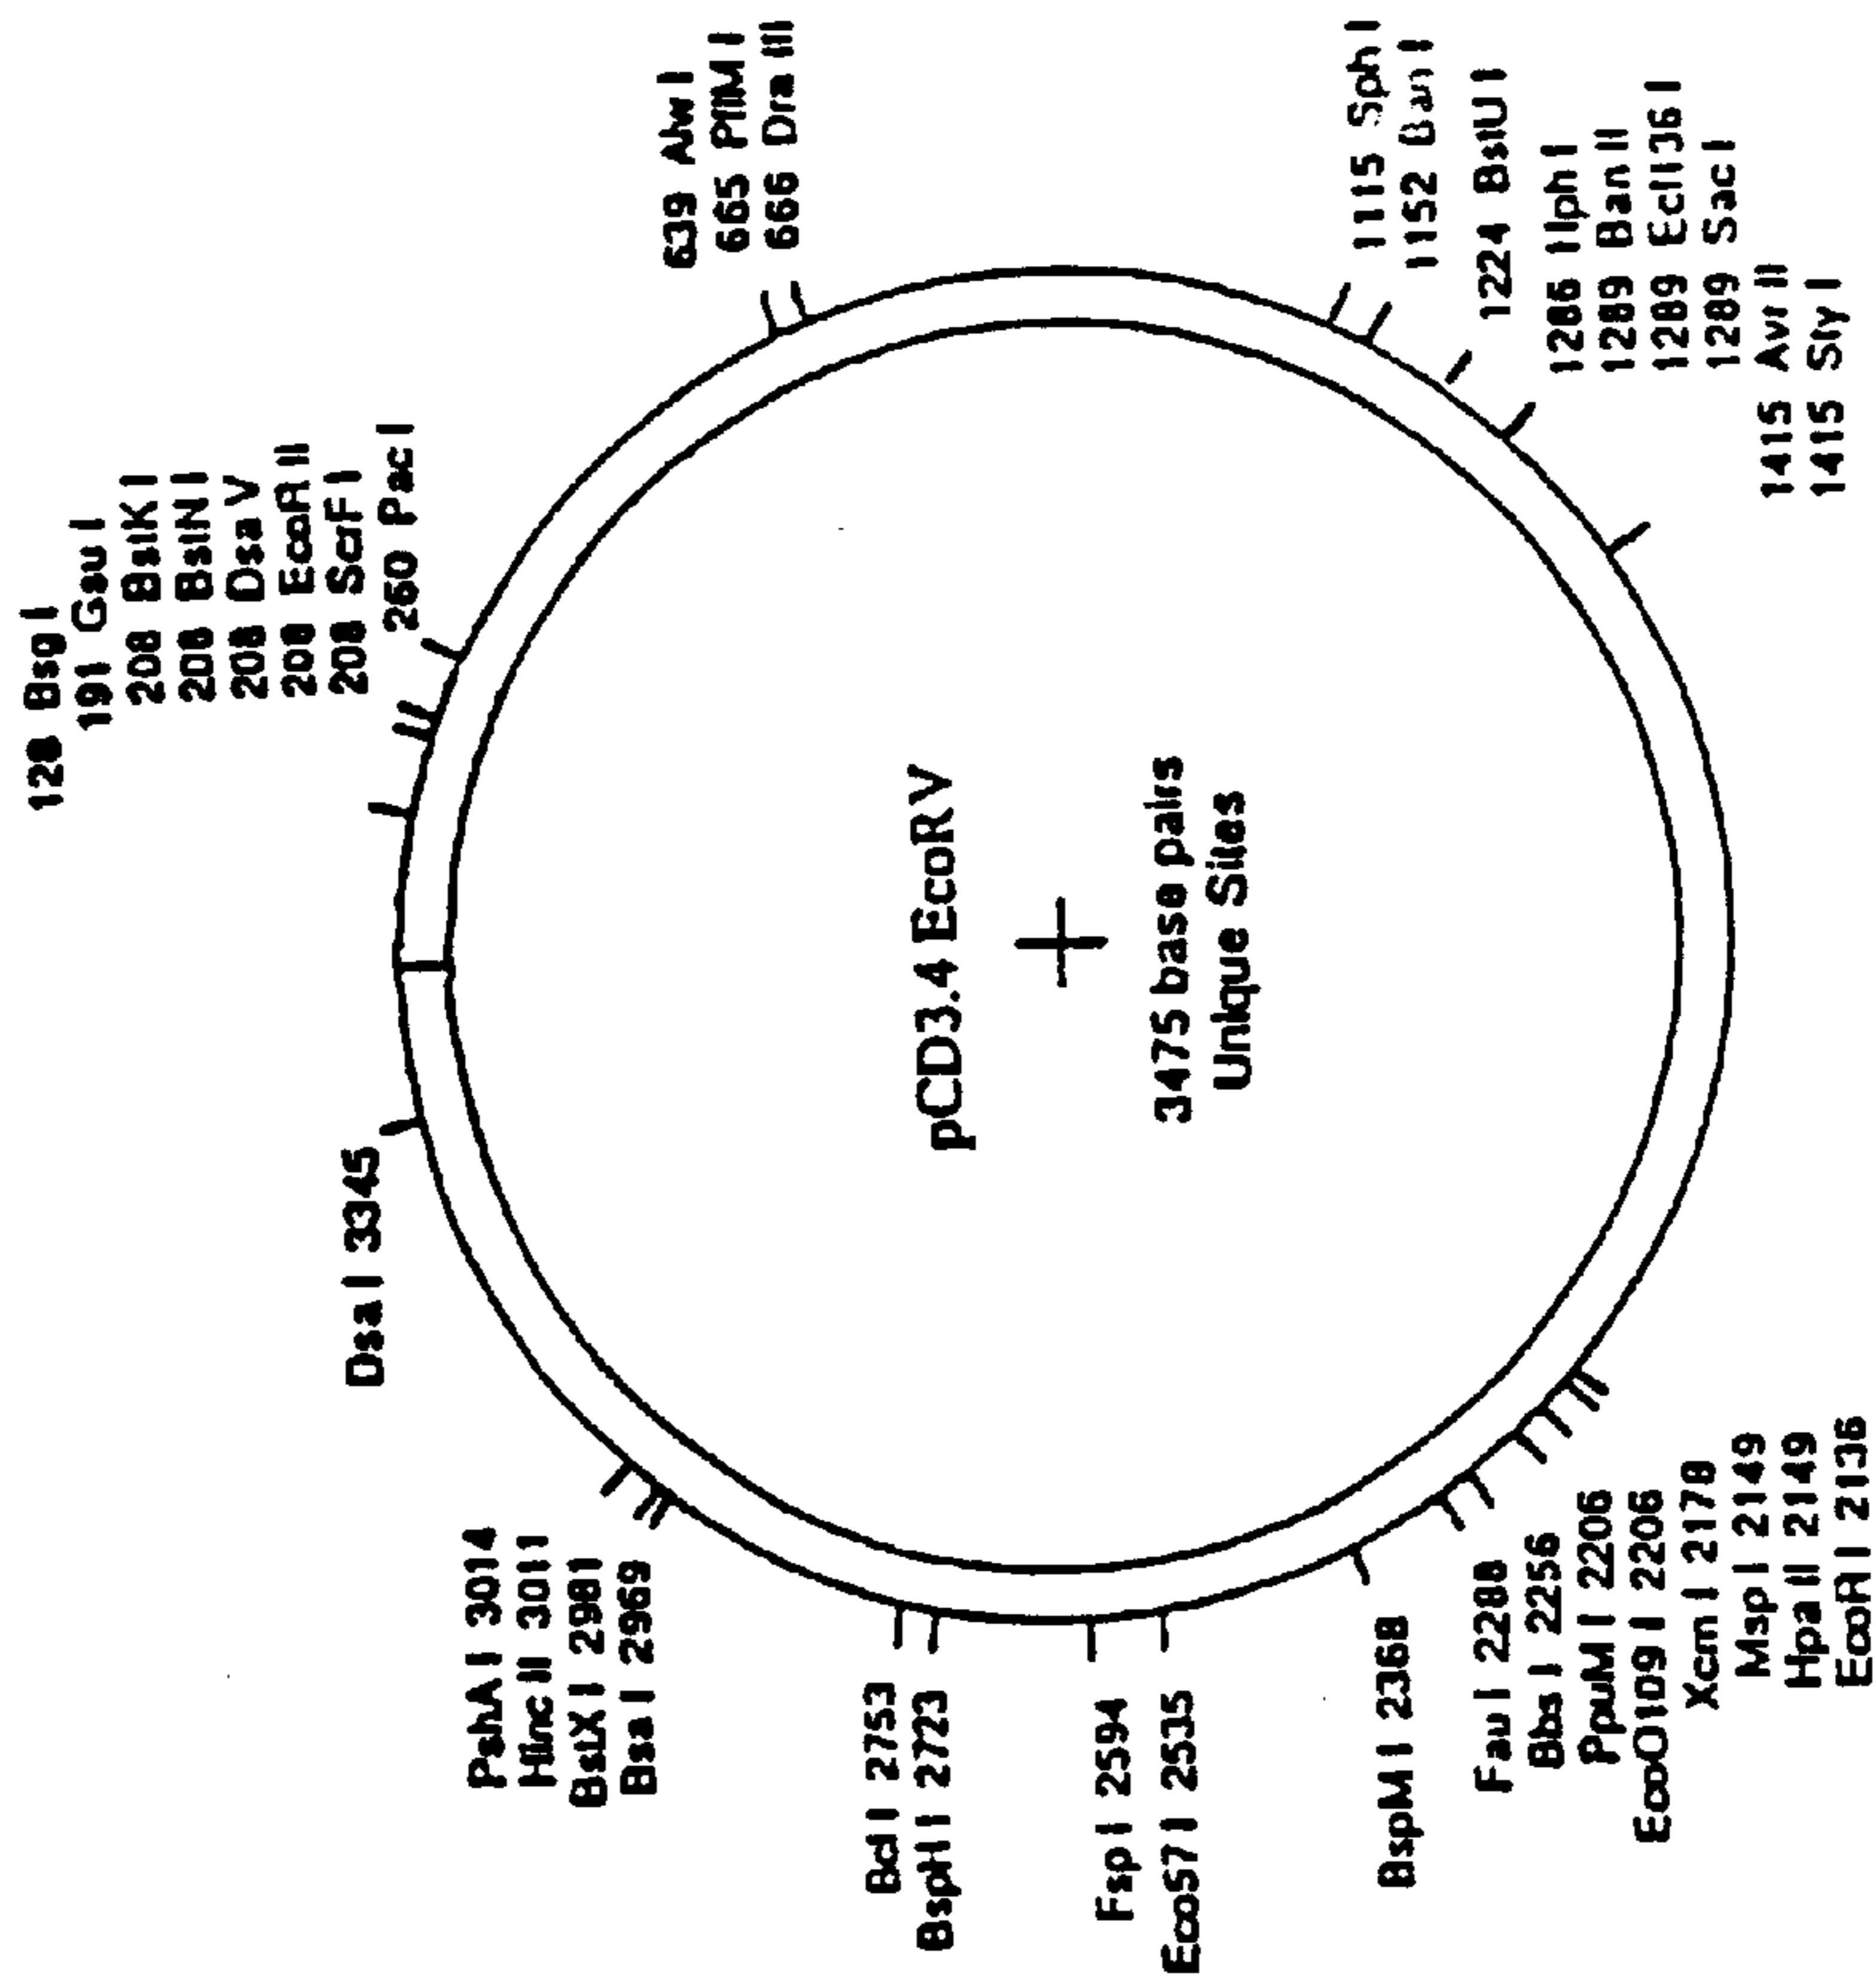 128 Bsg I
191 Gsu I
208 BsiK I
208 BsiN I
208 Dsa V
208 EcoR II
208 ScrF I
260 Pac I
639 Alw I
665 PflM I
666 Dra III
1115 Sph I
1152 Ban I
1224 BstU I
1286 Hph I
1289 Ban II
1289 Ecl136 I
1289 Sac I
1415 Avr II
1415 Sty I
EcoR I 2136
Hpa II 2149
Msp I 2149
Xcm I 2178
EcoO109 I 2206
PpuM I 2206
Bbs I 2256
Fau I 2288
BspM I 2368
Eco57 I 2535
Fsp I 2594
BspH I 2723
Bcl I 2753
Bsa I 2969
BstX I 2981
Hinc II 3011
PshA I 3014
Dsa I 3345
pCD3.4 EcoRV
3475 base pairs
Unique Sites